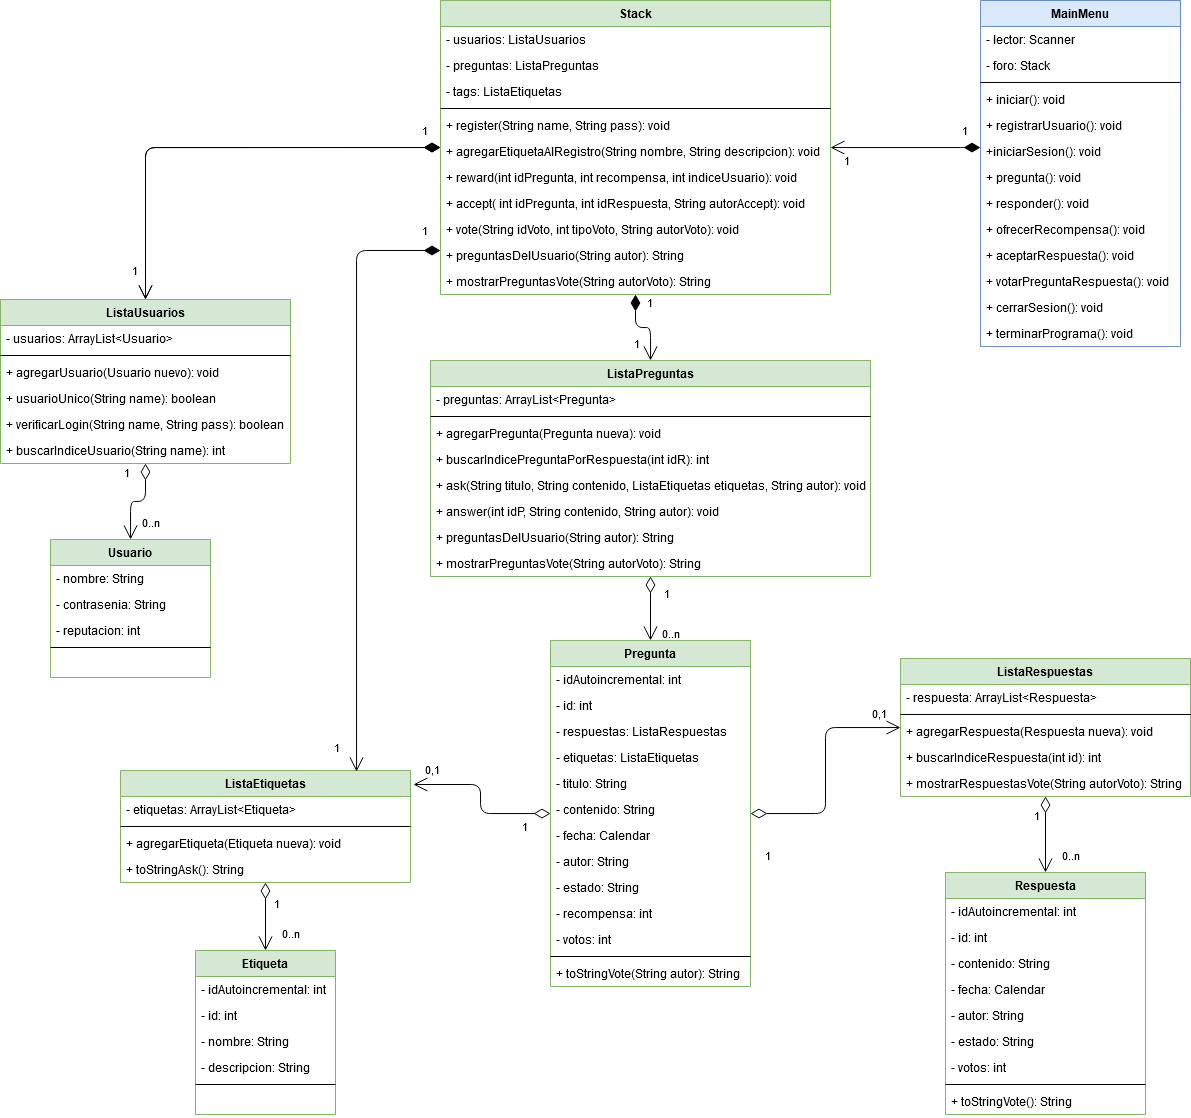 Stack
- usuarios: ListaUsuarios
- preguntas: ListaPreguntas
- tags: ListaEtiquetas
+ register(String name, String pass): void
+ agregarEtiquetaAlRegistro(String nombre, String descripcion): void
+ reward(int idPregunta, int recompensa, int indiceUsuario): void
+ accept( int idPregunta, int idRespuesta, String autorAccept): void
+ vote(String idVoto, int tipoVoto, String autorVoto): void
+ preguntasDelUsuario(String autor): String
+ mostrarPreguntasVote(String autorVoto): String
MainMenu
- lector: Scanner
- foro: Stack
+ iniciar(): void
+ registrarUsuario(): void
+iniciarSesion(): void
+ pregunta(): void
+ responder(): void
+ ofrecerRecompensa(): void
+ aceptarRespuesta(): void
+ votarPreguntaRespuesta(): void
+ cerrarSesion(): void
+ terminarPrograma(): void
1
1
1
1
1
1
1
ListaUsuarios
- usuarios: ArrayList<Usuario>
+ agregarUsuario(Usuario nuevo): void
+ usuarioUnico(String name): boolean
+ verificarLogin(String name, String pass): boolean
+ buscarIndiceUsuario(String name): int
1
0..n
Usuario
- nombre: String
- contrasenia: String
- reputacion: int
ListaPreguntas
- preguntas: ArrayList<Pregunta>
+ agregarPregunta(Pregunta nueva): void
+ buscarIndicePreguntaPorRespuesta(int idR): int
+ ask(String titulo, String contenido, ListaEtiquetas etiquetas, String autor): void
+ answer(int idP, String contenido, String autor): void
+ preguntasDelUsuario(String autor): String
+ mostrarPreguntasVote(String autorVoto): String
1
0..n
Pregunta
- idAutoincremental: int
- id: int
- respuestas: ListaRespuestas
- etiquetas: ListaEtiquetas
- titulo: String
- contenido: String
- fecha: Calendar
- autor: String
- estado: String
- recompensa: int
- votos: int
+ toStringVote(String autor): String
1
0,1
1
0,1
1
ListaEtiquetas
- etiquetas: ArrayList<Etiqueta>
+ agregarEtiqueta(Etiqueta nueva): void
+ toStringAsk(): String
1
0..n
Etiqueta
- idAutoincremental: int
- id: int
- nombre: String
- descripcion: String
ListaRespuestas
- respuesta: ArrayList<Respuesta>
+ agregarRespuesta(Respuesta nueva): void
+ buscarIndiceRespuesta(int id): int
+ mostrarRespuestasVote(String autorVoto): String
1
0..n
Respuesta
- idAutoincremental: int
- id: int
- contenido: String
- fecha: Calendar
- autor: String
- estado: String
- votos: int
+ toStringVote(): String